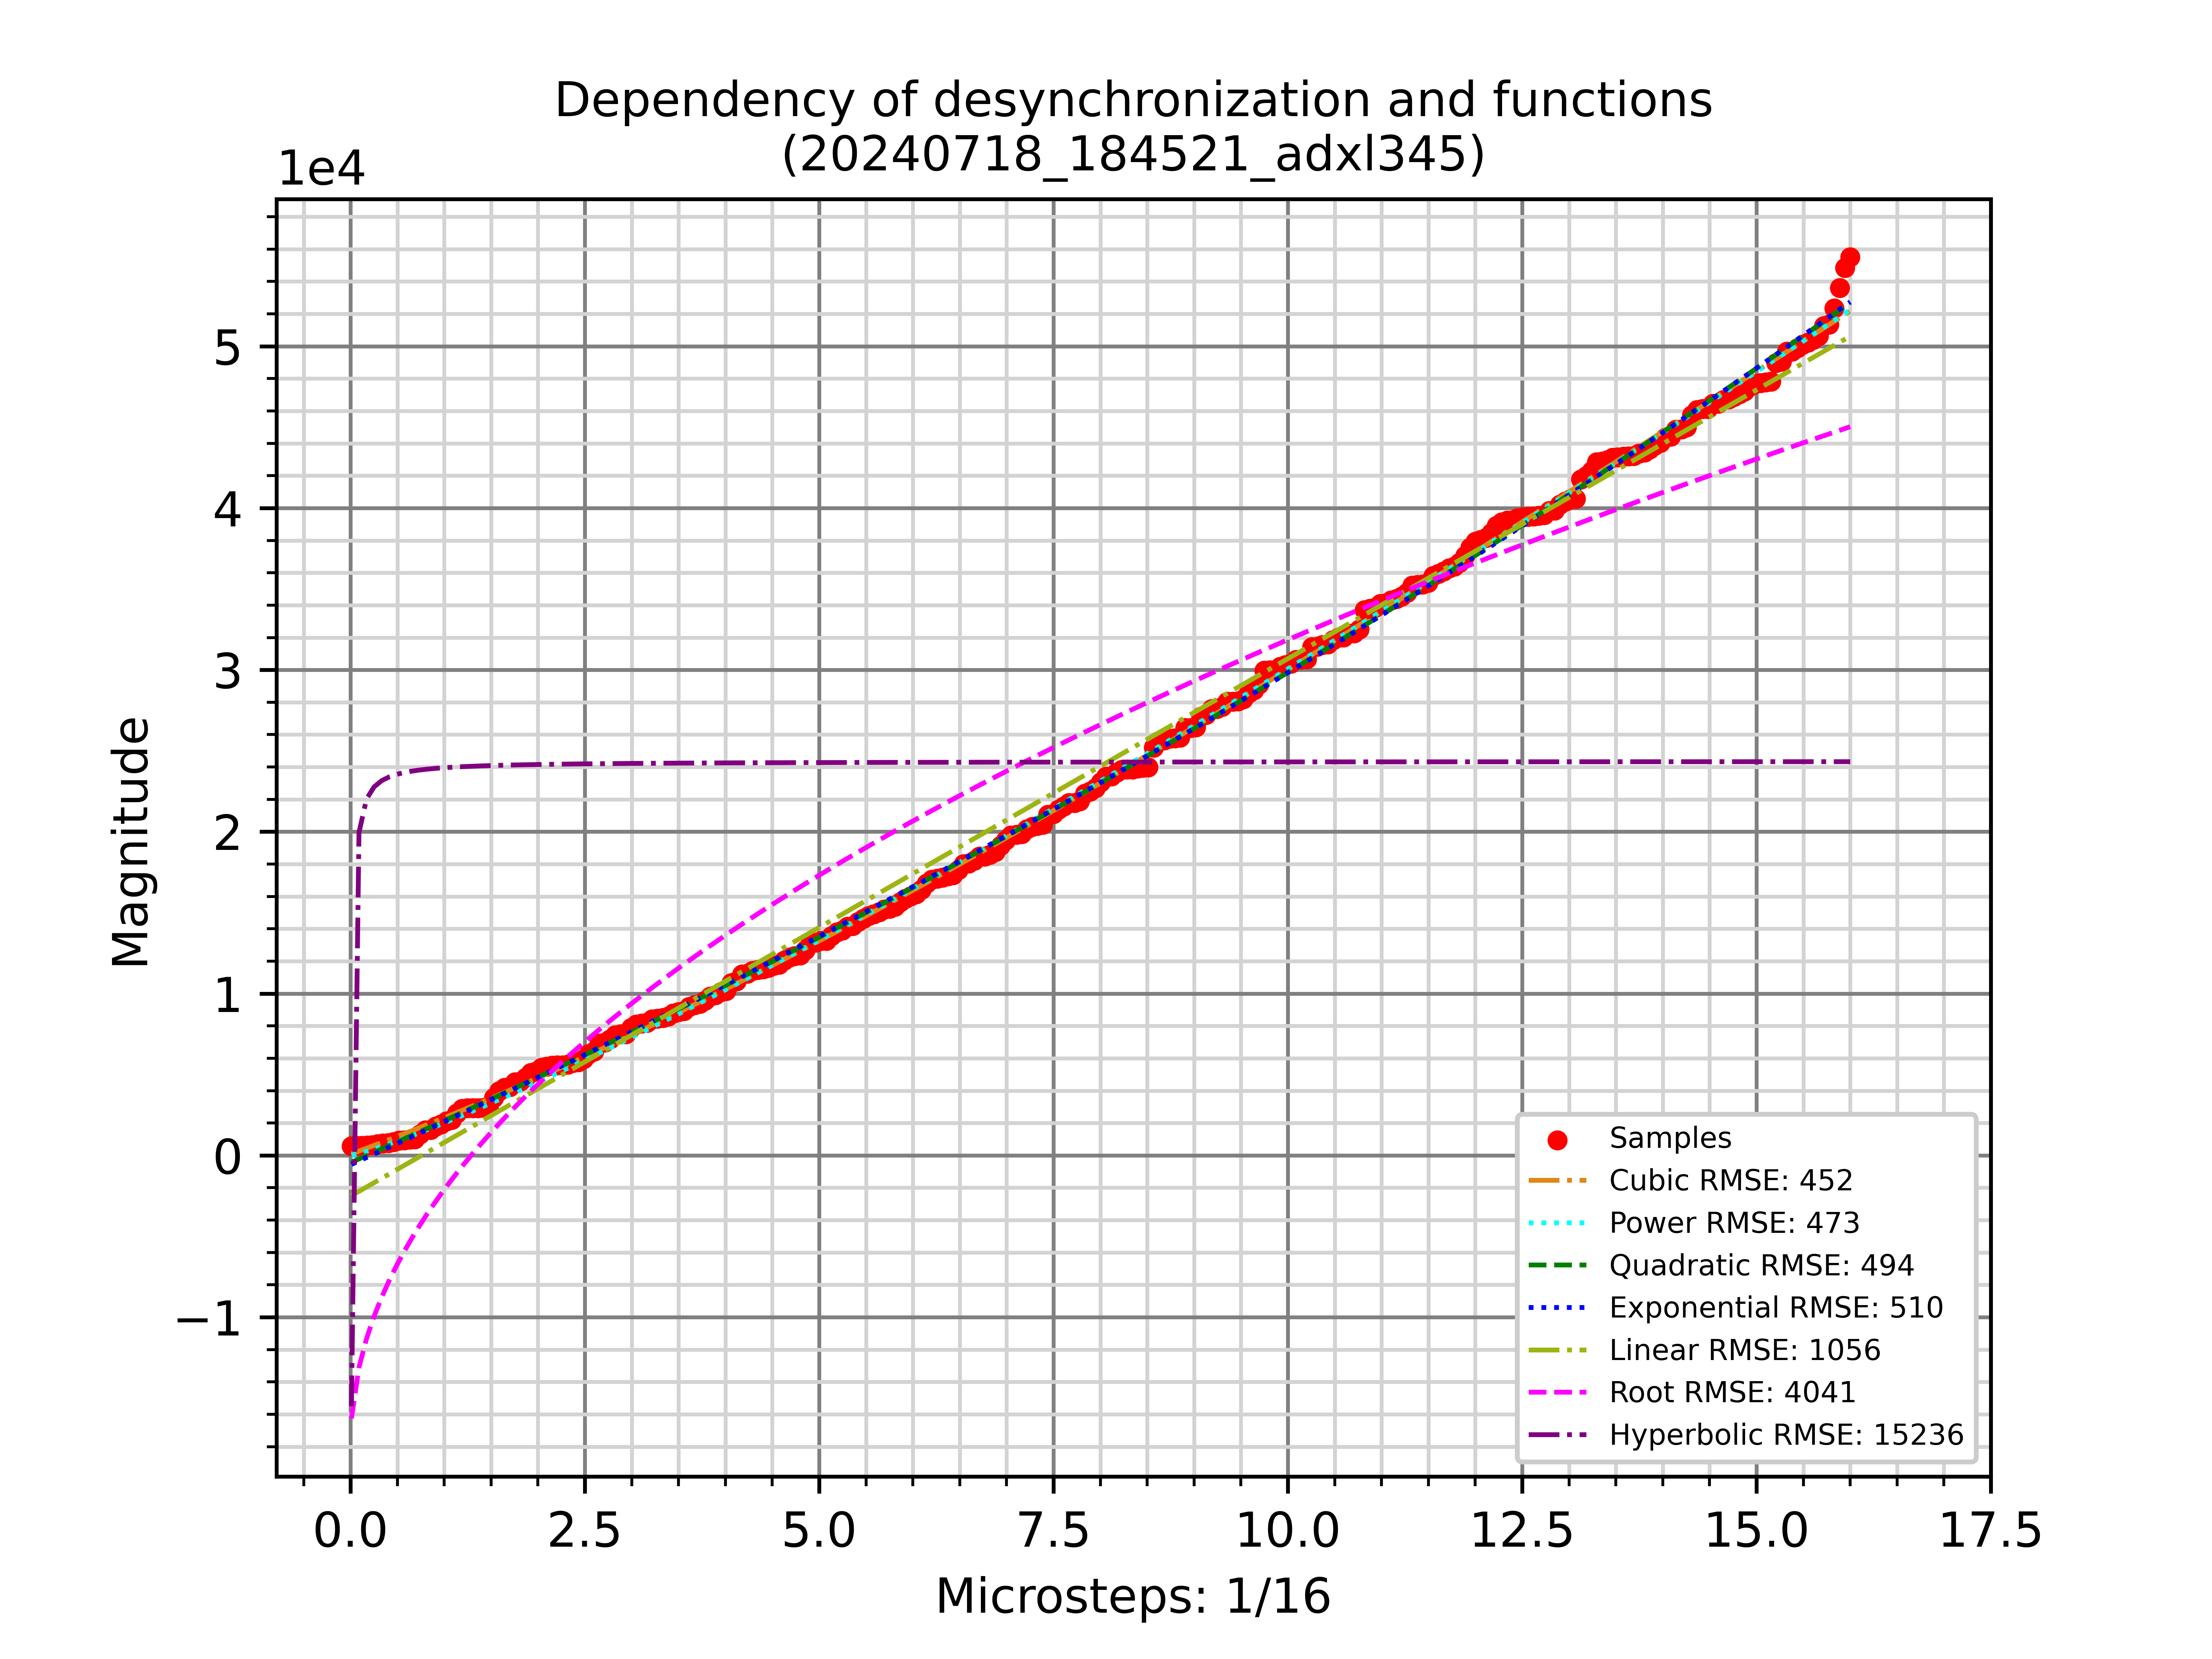 Dependency of desynchronization and functions
(20240718_184521_adxl345)
1e4
5
4
3
2
1
0
−1
Magnitude
Samples
Cubic RMSE: 452
Power RMSE: 473
Quadratic RMSE: 494
Exponential RMSE: 510
Linear RMSE: 1056
Root RMSE: 4041
Hyperbolic RMSE: 15236
0.0 2.5 5.0 7.5 10.0 12.5 15.0 17.5
Microsteps: 1/16